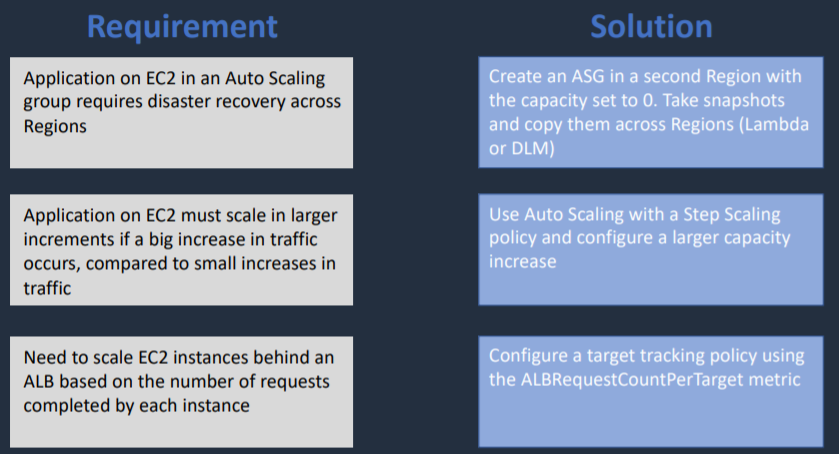 Requirement
Solution
Application on EC2 in an Auto Scaling
group requires disaster recovery across
Regions
Create an ASG in a second Region with
the capacity set to 0. Take snapshots
and copy them across Regions (Lambda
or DLM)
Application on EC2 must scale in larger
increments if a big increase in traffic
occurs, compared to small increases in
traffic
Use Auto Scaling with a Step Scaling
policy and configure a larger capacity
increase
Need to scale EC2 instances behind an
ALB based on the number of requests
completed by each instance
Configure a target tracking policy using
the ALBRequestCountPerTarget metric